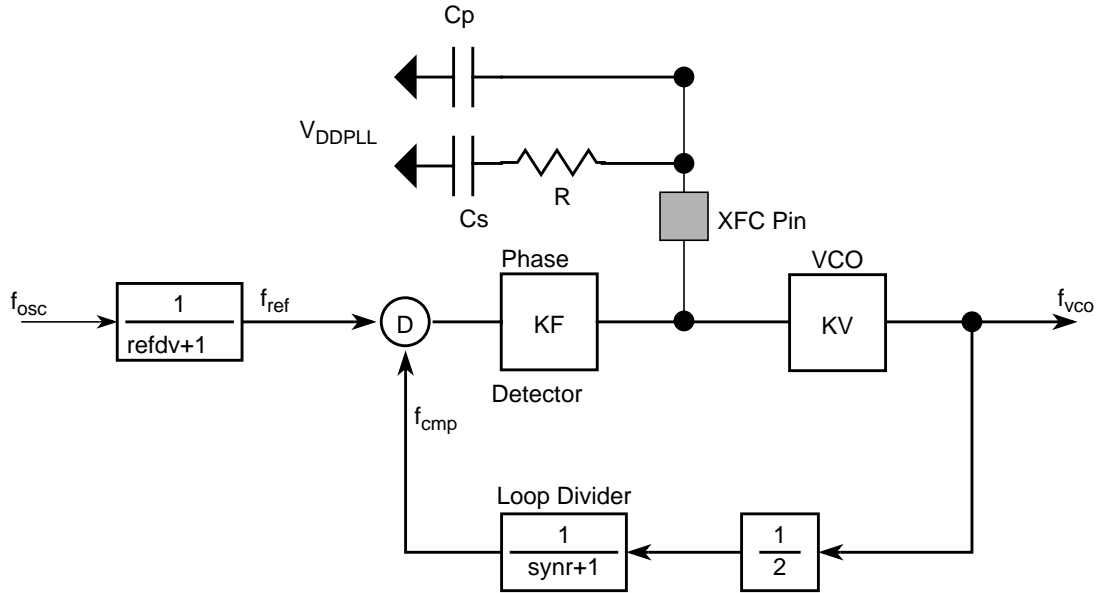 Cp
VDDPLL
R
Cs
XFC Pin
Phase
VCO
fosc
1
refdv+1
fref
D
KF
KV
fvco
Detector
fcmp
Loop Divider
1
synr+1
1
2